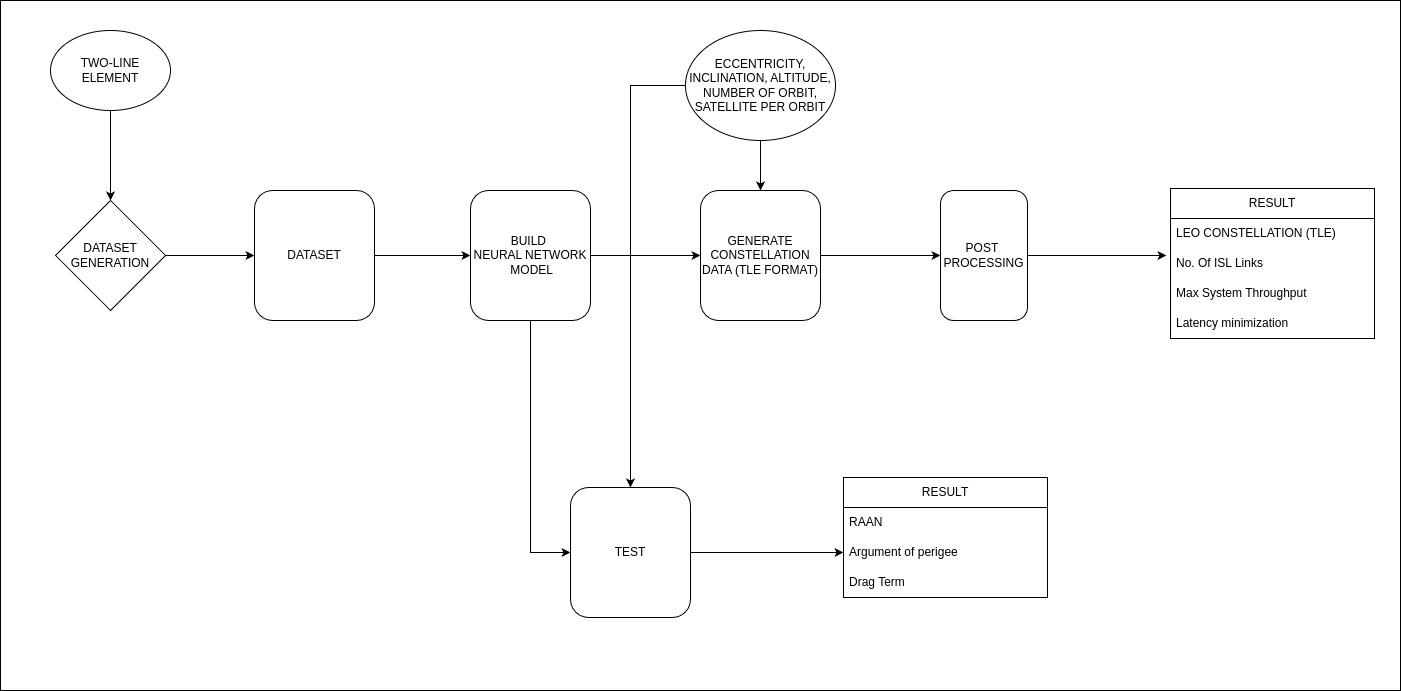 TWO-LINE
ELEMENT
ECCENTRICITY,
INCLINATION, ALTITUDE,
NUMBER OF ORBIT,
SATELLITE PER ORBIT
DATASET
GENERATION
DATASET
BUILD
NEURAL NETWORK
MODEL
GENERATE
CONSTELLATION
DATA (TLE FORMAT)
POST
PROCESSING
RESULT
LEO CONSTELLATION (TLE)
No. Of ISL Links
Max System Throughput
Latency minimization
TEST
RESULT
RAAN
Argument of perigee
Drag Term